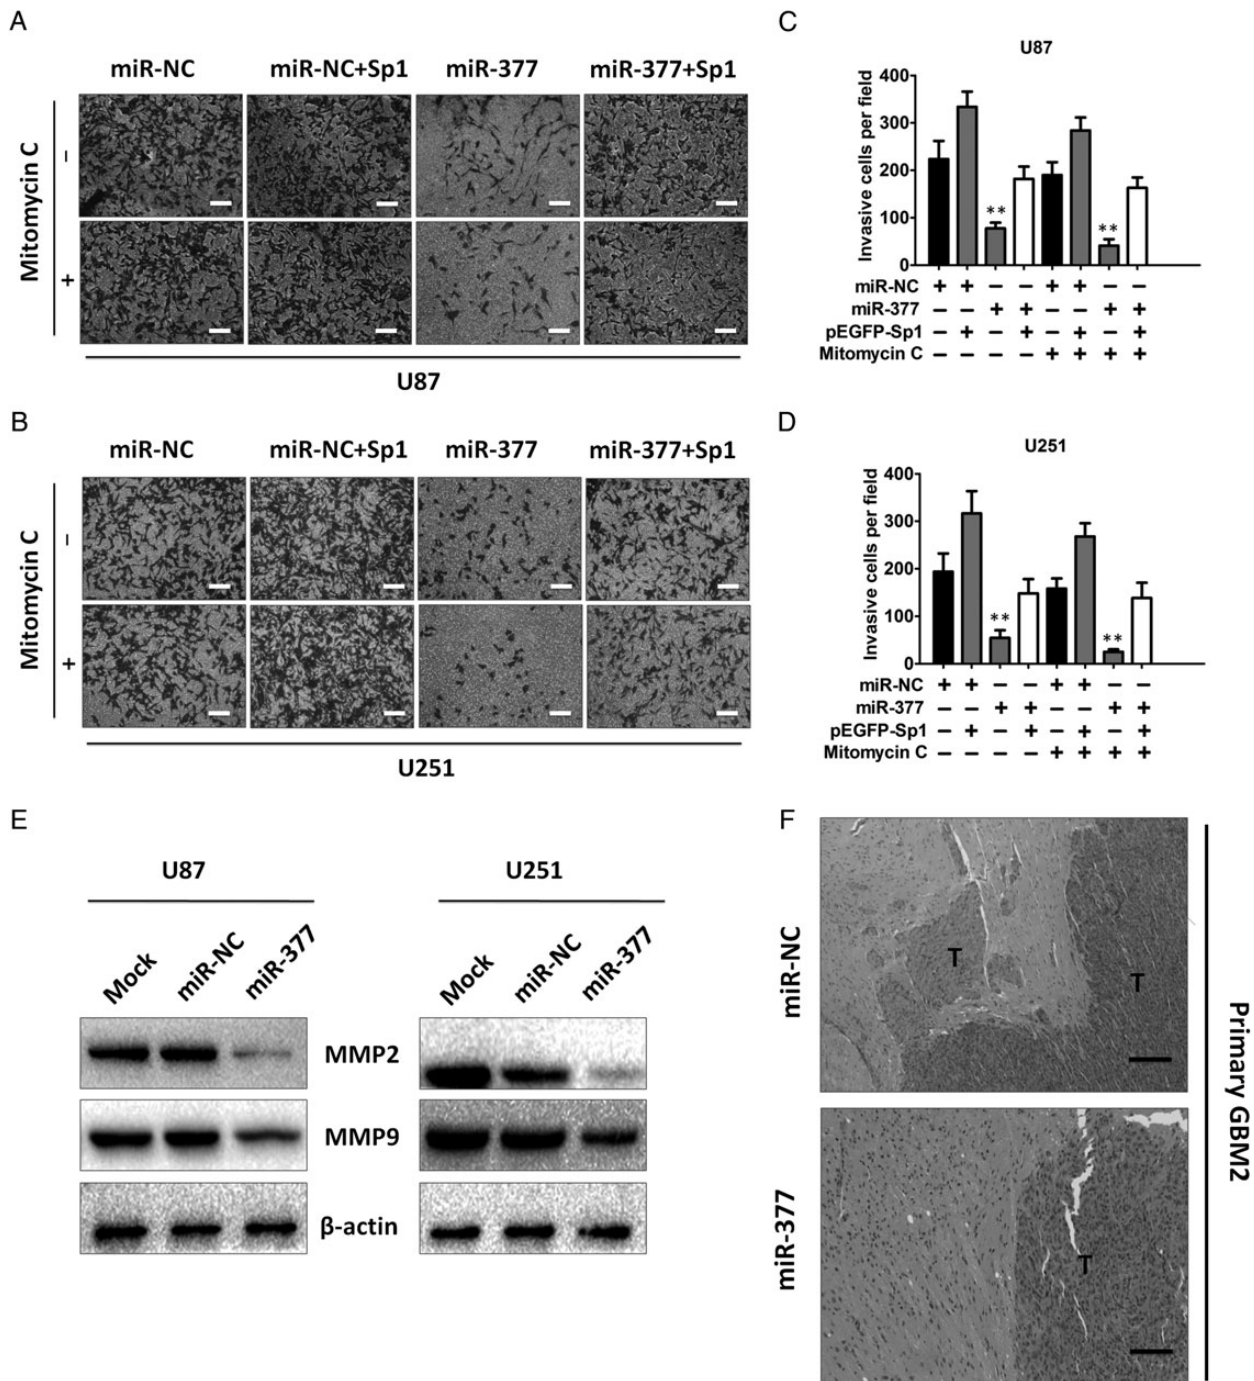 A
miR-NC miR-NC+Sp1 miR-377 miR-377+Sp1
Mitomycin C
−
+
U87
B
miR-NC miR-NC+Sp1 miR-377 miR-377+Sp1
Mitomycin C
−
+
U251
C
U87
Invasive cells per field
400
300
200
100
0
** **
miR-NC + + − − + + − −
miR-377 − − + + − − + +
pEGFP-Sp1 − + − + − + − +
Mitomycin C − − − − + + + +
D
U251
Invasive cells per field
400
300
200
100
0
** **
miR-NC + + − − + + − −
miR-377 − − + + − − + +
pEGFP-Sp1 − + − + − + − +
Mitomycin C − − − − + + + +
E
U87 U251
Mock miR-NC miR-377 Mock miR-NC miR-377
MMP2
MMP9
β-actin
F
miR-NC
T T
miR-377
T
Primary GBM2